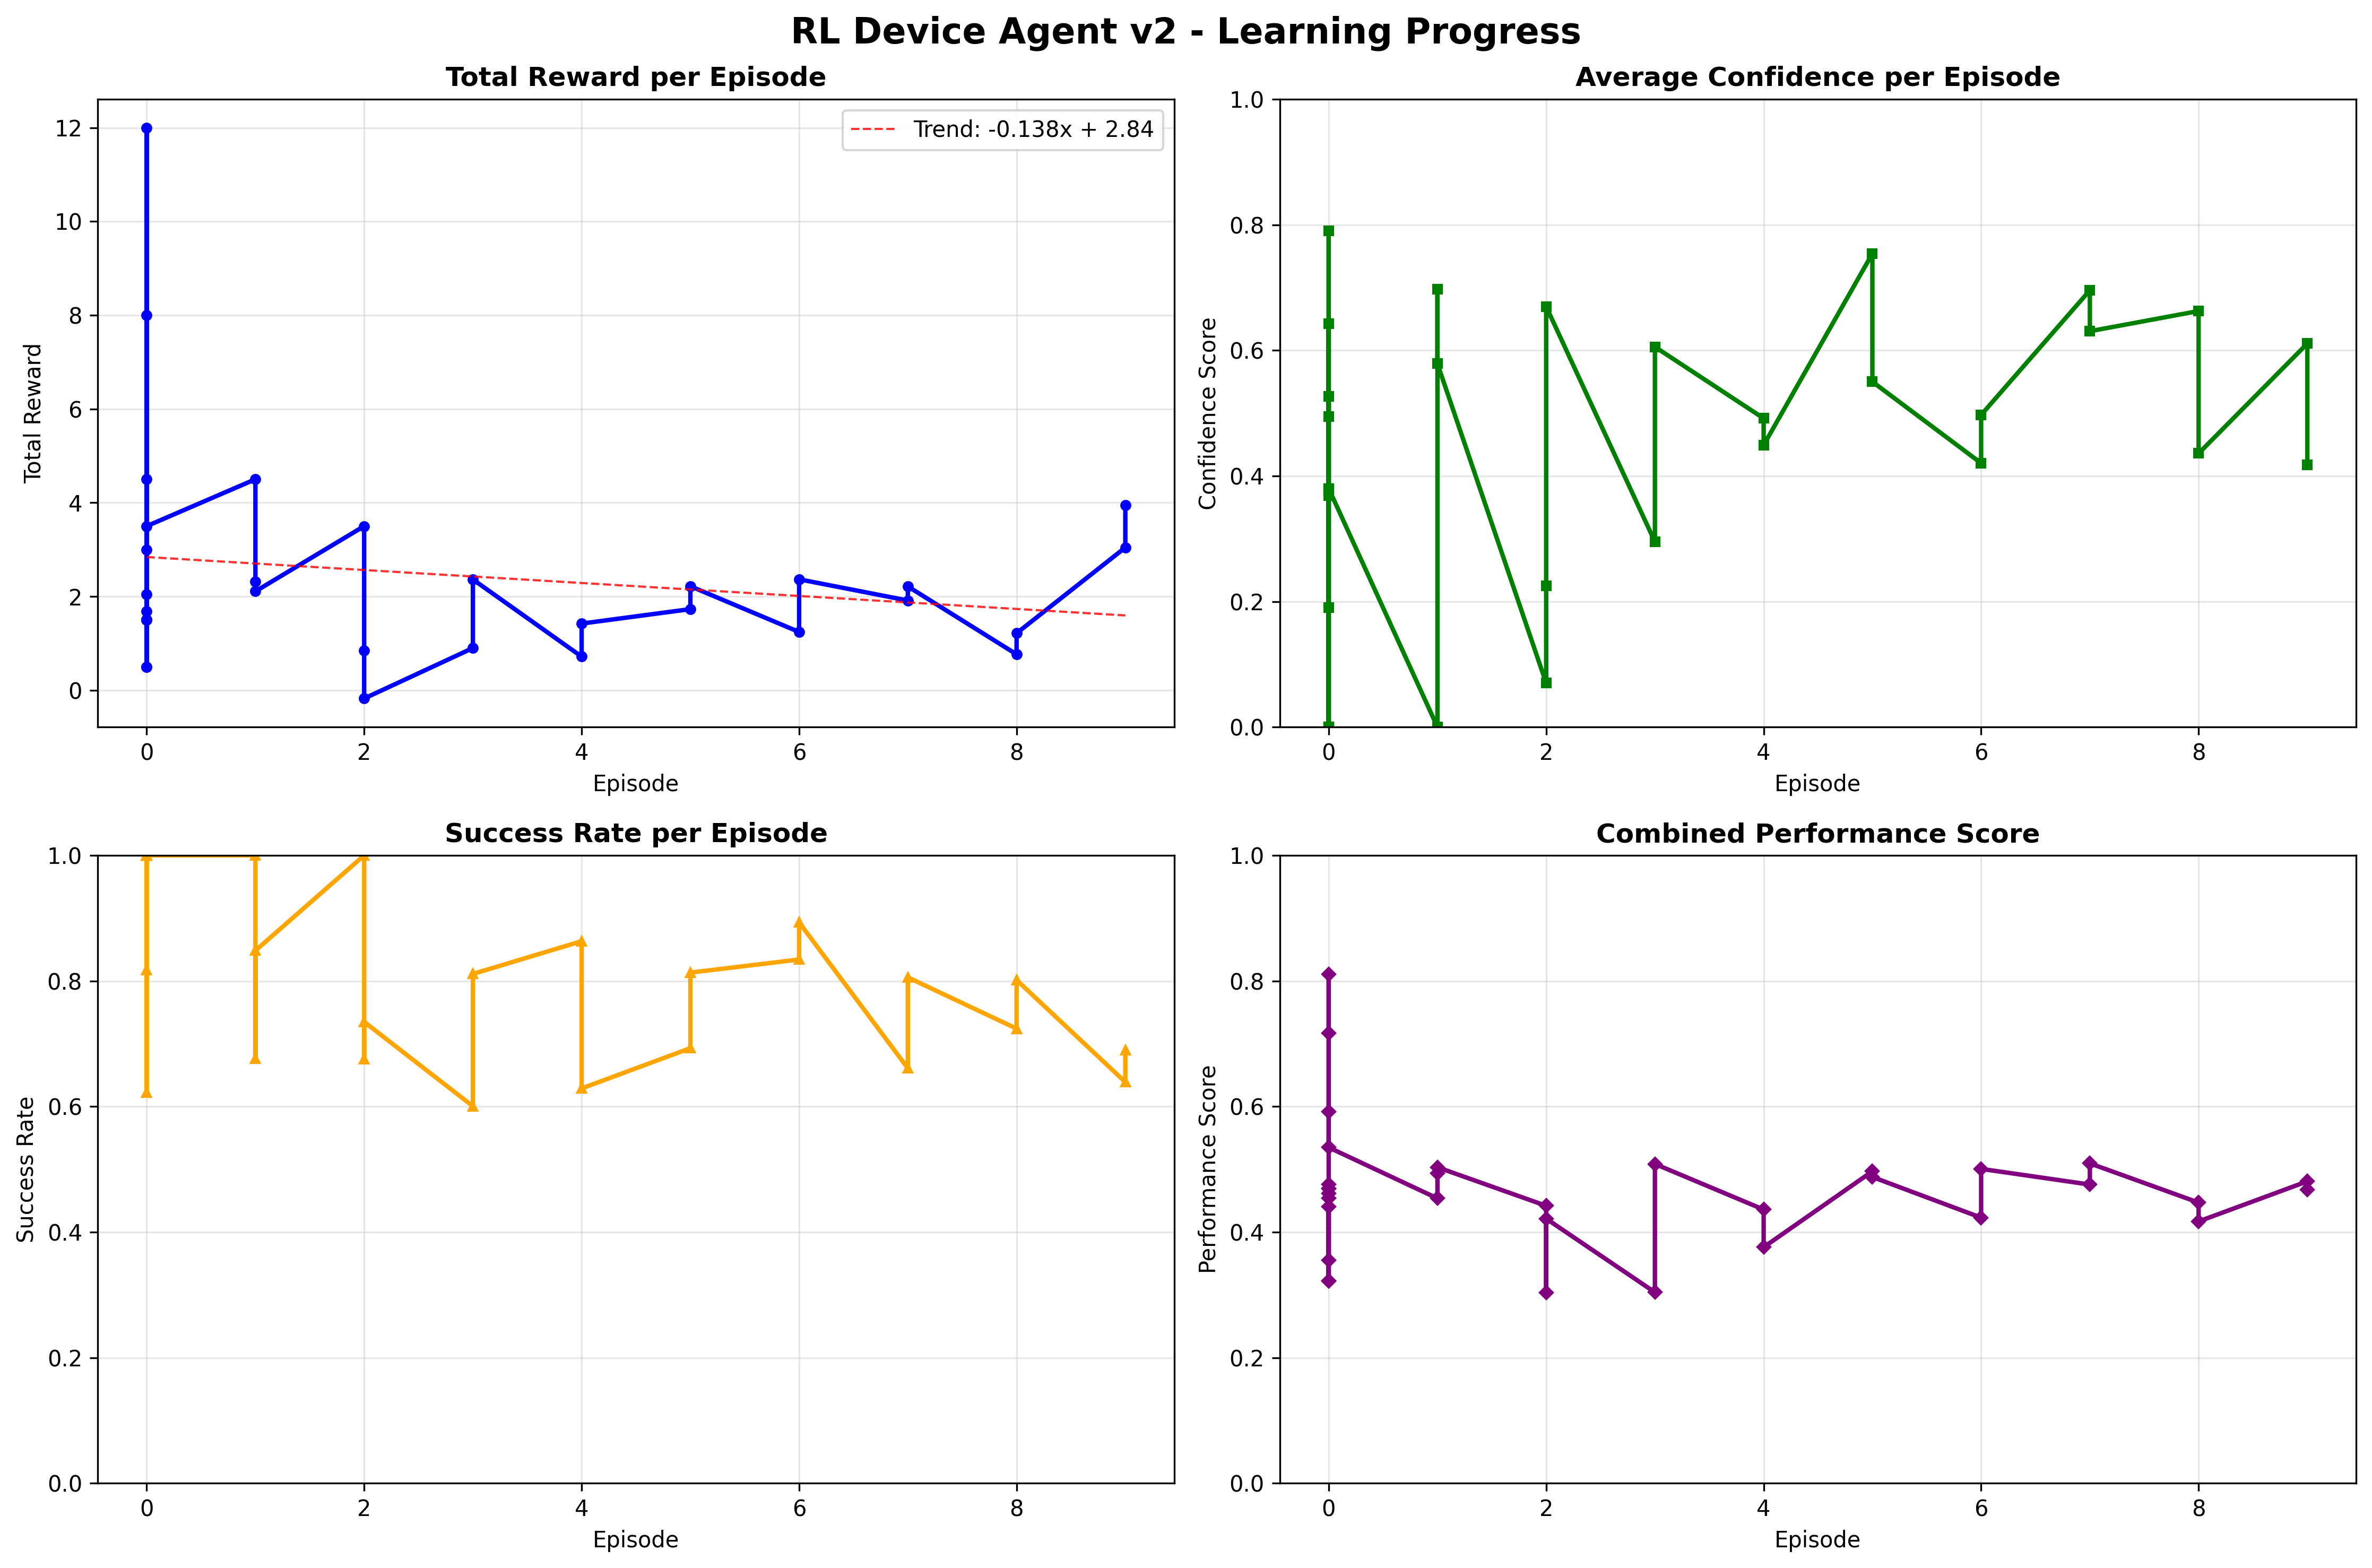 RL Device Agent v2 - Learning Progress
Total Reward per Episode
Total Reward
12
10
8
6
4
2
0
Trend: -0.138x + 2.84
0 2 4 6 8
Episode
Average Confidence per Episode
Confidence Score
1.0
0.8
0.6
0.4
0.2
0.0
0 2 4 6 8
Episode
Success Rate per Episode
Success Rate
1.0
0.8
0.6
0.4
0.2
0.0
0 2 4 6 8
Episode
Combined Performance Score
Performance Score
1.0
0.8
0.6
0.4
0.2
0.0
0 2 4 6 8
Episode